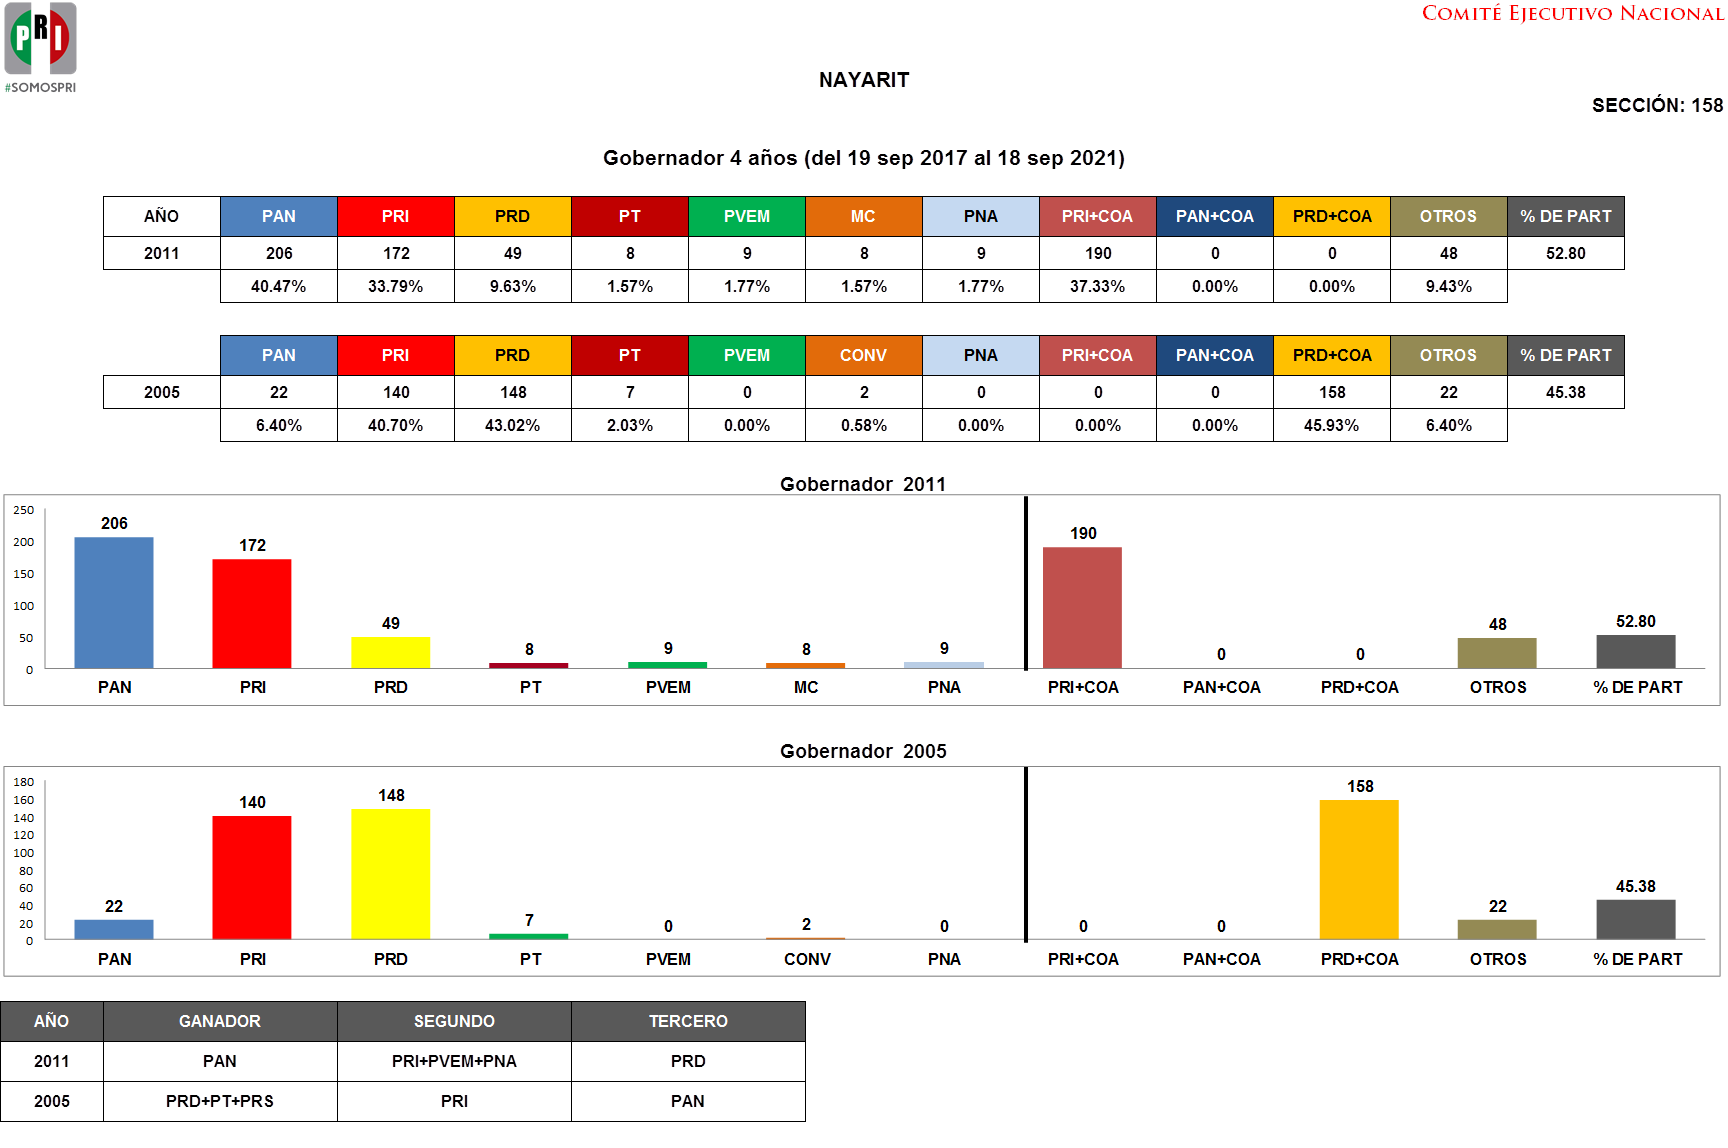 PRI
#SOMOSPRI
COMITÉ EJECUTIVO NACIONAL
NAYARIT
SECCIÓN: 158
Gobernador 4 años (del 19 sep 2017 al 18 sep 2021)
AÑO PAN PRI PRD PT PVEM MC PNA PRI+COA PAN+COA PRD+COA OTROS % DE PART
2011 206 172 49 8 9 8 9 190 0 0 48 52.80
40.47% 33.79% 9.63% 1.57% 1.77% 1.57% 1.77% 37.33% 0.00% 0.00% 9.43%
PAN PRI PRD PT PVEM CONV PNA PRI+COA PAN+COA PRD+COA OTROS % DE PART
2005 22 140 148 7 0 2 0 0 0 158 22 45.38
6.40% 40.70% 43.02% 2.03% 0.00% 0.58% 0.00% 0.00% 0.00% 45.93% 6.40%
Gobernador 2011
250
200
150
100
50
0
206 172 49 8 9 8 9 190 0 0 48 52.80
PAN PRI PRD PT PVEM MC PNA PRI+COA PAN+COA PRD+COA OTROS % DE PART
Gobernador 2005
180
160
140
120
100
80
60
40
20
0
22 140 148 7 0 2 0 0 0 158 22 45.38
PAN PRI PRD PT PVEM CONV PNA PRI+COA PAN+COA PRD+COA OTROS % DE PART
AÑO GANADOR SEGUNDO TERCERO
2011 PAN PRI+PVEM+PNA PRD
2005 PRD+PT+PRS PRI PAN